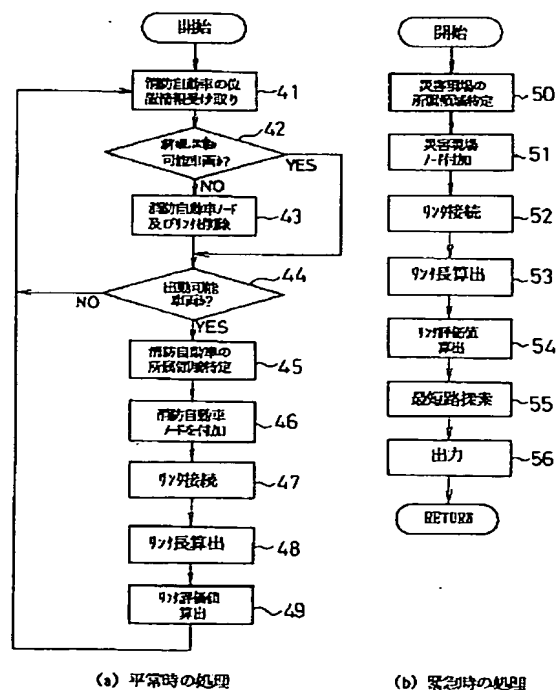 開始
消防自動車の位
置情報受け取り
41
42
可能車両か?
YES
NO
消防自動車ノード
及びリンクを削除
43
44
出動可能
車両か?
NO
YES
消防自動車の
所属領域特定
45
消防自動車
ノードを付加
46
リンク接続
47
リンク長算出
48
リンク評価値
算出
49
(a) 平常時の処理
開始
災害現場の
所属領域特定
50
災害現場
ノード付加
51
リンク接続
52
リンク長算出
53
リンク評価値
算出
54
最短路探索
55
出力
56
RETURN
(b) 緊急時の処理